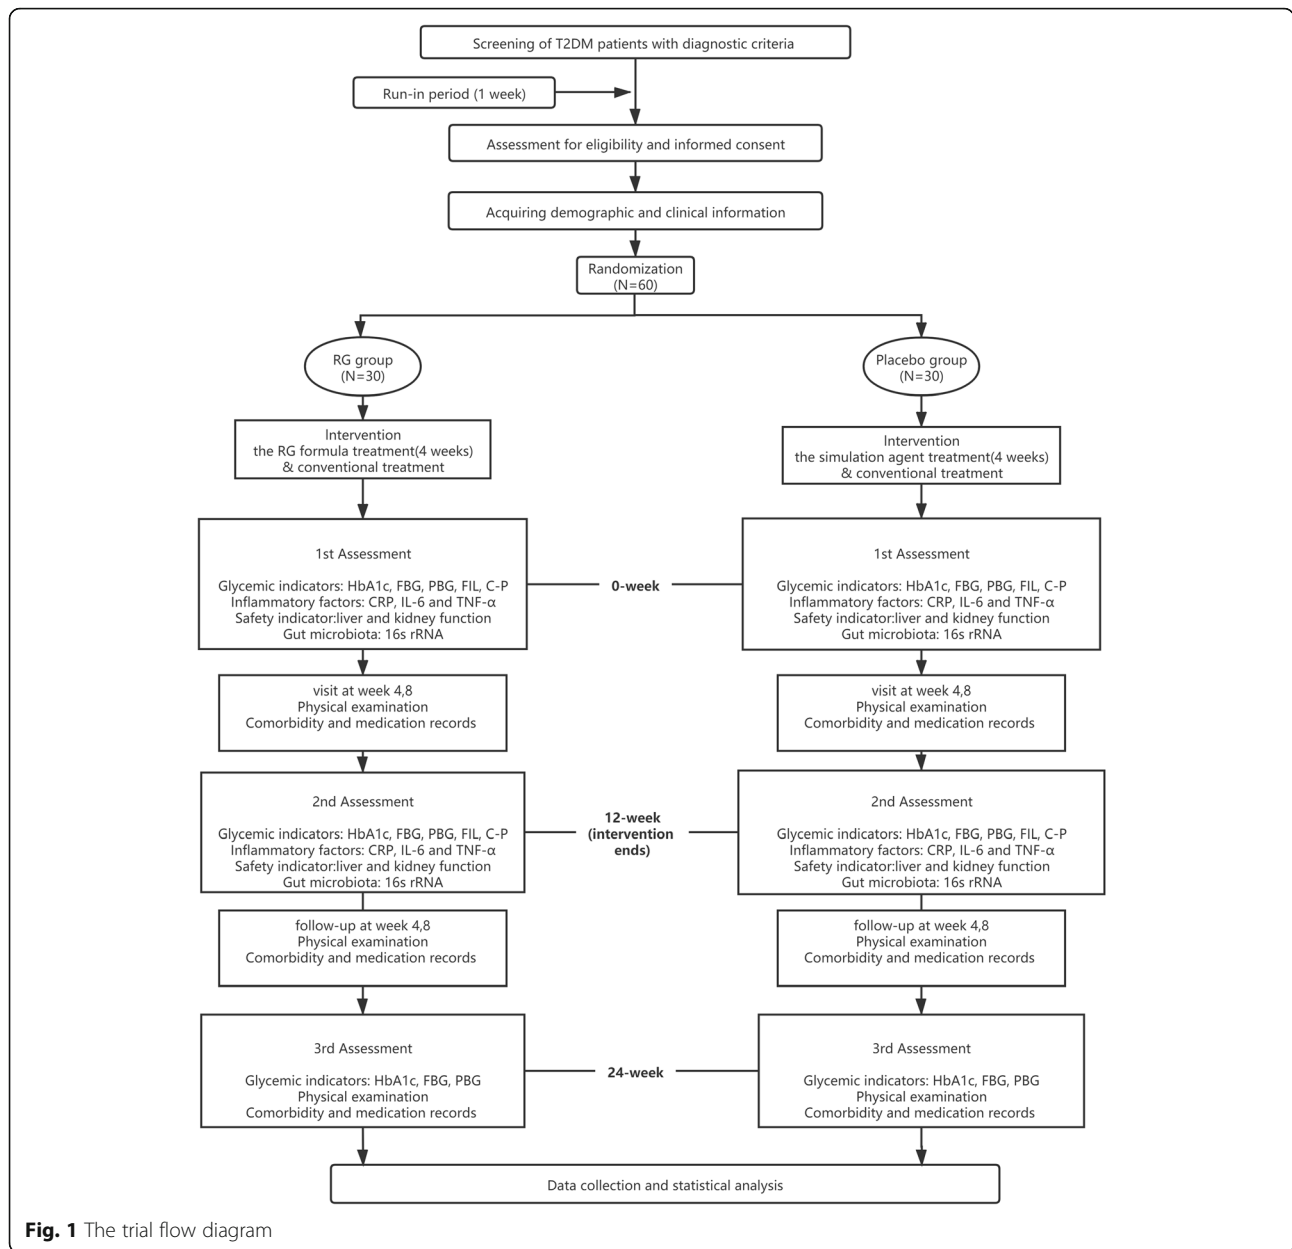 Screening of T2DM patients with diagnostic criteria
Run-in period (1 week)
Assessment for eligibility and informed consent
Acquiring demographic and clinical information
Randomization
(N=60)
RG group
(N=30)
Placebo group
(N=30)
Intervention
the RG formula treatment(4 weeks)
& conventional treatment
Intervention
the simulation agent treatment(4 weeks)
& conventional treatment
1st Assessment
Glycemic indicators: HbA1c, FBG, PBG, FIL, C-P
Inflammatory factors: CRP, IL-6 and TNF-α
Safety indicator:liver and kidney function
Gut microbiota: 16s rRNA
0-week
1st Assessment
Glycemic indicators: HbA1c, FBG, PBG, FIL, C-P
Inflammatory factors: CRP, IL-6 and TNF-α
Safety indicator:liver and kidney function
Gut microbiota: 16s rRNA
visit at week 4,8
Physical examination
Comorbidity and medication records
visit at week 4,8
Physical examination
Comorbidity and medication records
2nd Assessment
Glycemic indicators: HbA1c, FBG, PBG, FIL, C-P
Inflammatory factors: CRP, IL-6 and TNF-α
Safety indicator:liver and kidney function
Gut microbiota: 16s rRNA
12-week
(intervention
ends)
2nd Assessment
Glycemic indicators: HbA1c, FBG, PBG, FIL, C-P
Inflammatory factors: CRP, IL-6 and TNF-α
Safety indicator:liver and kidney function
Gut microbiota: 16s rRNA
follow-up at week 4,8
Physical examination
Comorbidity and medication records
follow-up at week 4,8
Physical examination
Comorbidity and medication records
3rd Assessment
Glycemic indicators: HbA1c, FBG, PBG
Physical examination
Comorbidity and medication records
24-week
3rd Assessment
Glycemic indicators: HbA1c, FBG, PBG
Physical examination
Comorbidity and medication records
Data collection and statistical analysis
Fig. 1 The trial flow diagram